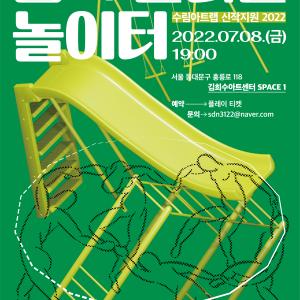 놀이터
수림아트랩 신작지원 2022
2022.07.08.(금)
19:00
서울 동대문구 홍릉로 118
김희수아트센터 SPACE 1
예약 → 플레이 티켓
문의 → sdn3122@naver.com